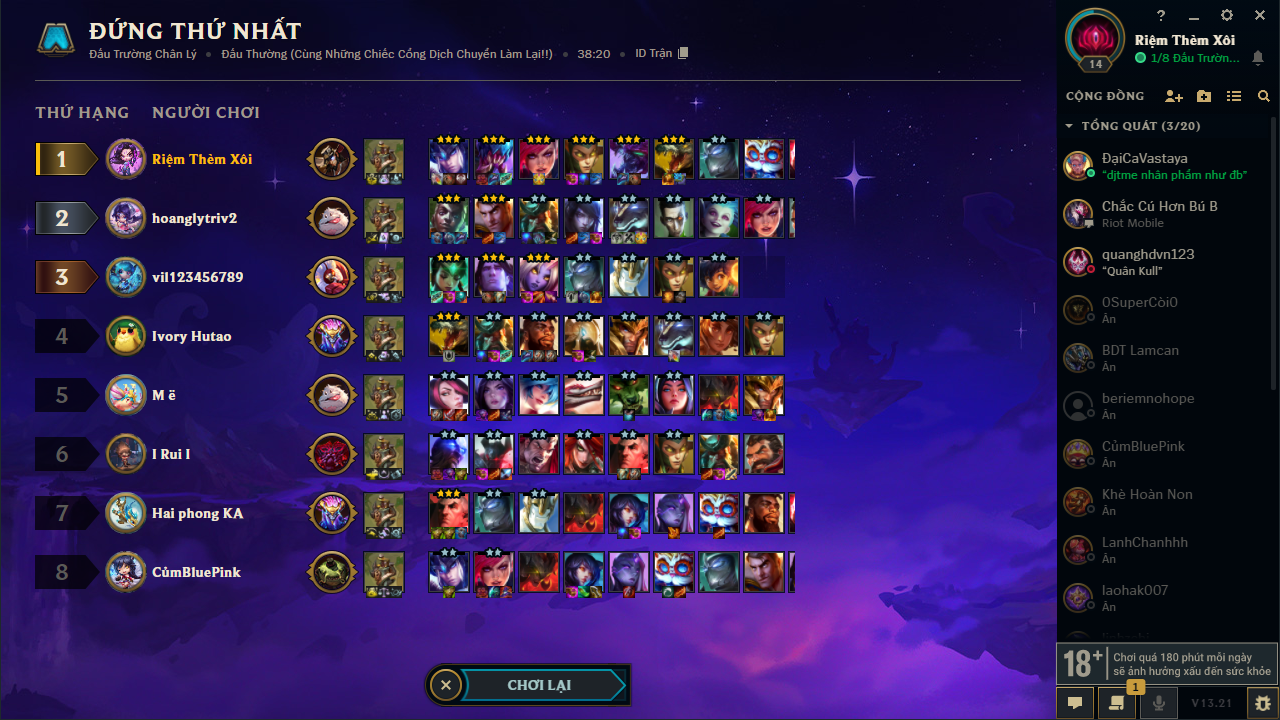 ĐỨNG THỨ NHẤT
Đấu Trường Chân Lý • Đấu Thường (Cùng Những Chiếc Cổng Dịch Chuyển Làm Lại!!) • 38:20 • ID Trận
THỨ HẠNG NGƯỜI CHƠI
1 Riệm Thèm Xôi
2 hoanglytriv2
3 vil123456789
4 Ivory Hutao
5 M ë
6 I Rui I
7 Hai phong KA
8 CủmBluePink
CHƠI LẠI
?
Riệm Thèm Xôi
14
1/8 Đấu Trườn...
CỘNG ĐỒNG
TỔNG QUÁT (3/20)
ĐạiCaVastaya
"djtme nhân phẩm như đb"
Chắc Cú Hơn Bú B
Riot Mobile
quanghdvn123
"Quân Kull"
0SuperCòi0
Ẩn
BDT Lamcan
Ẩn
beriemnohope
Ẩn
CủmBluePink
Ẩn
Khè Hoàn Non
Ẩn
LanhChanhhh
Ẩn
laohak007
Ẩn
18+
Chơi quá 180 phút mỗi ngày
sẽ ảnh hưởng xấu đến sức khỏe
1
V13.21